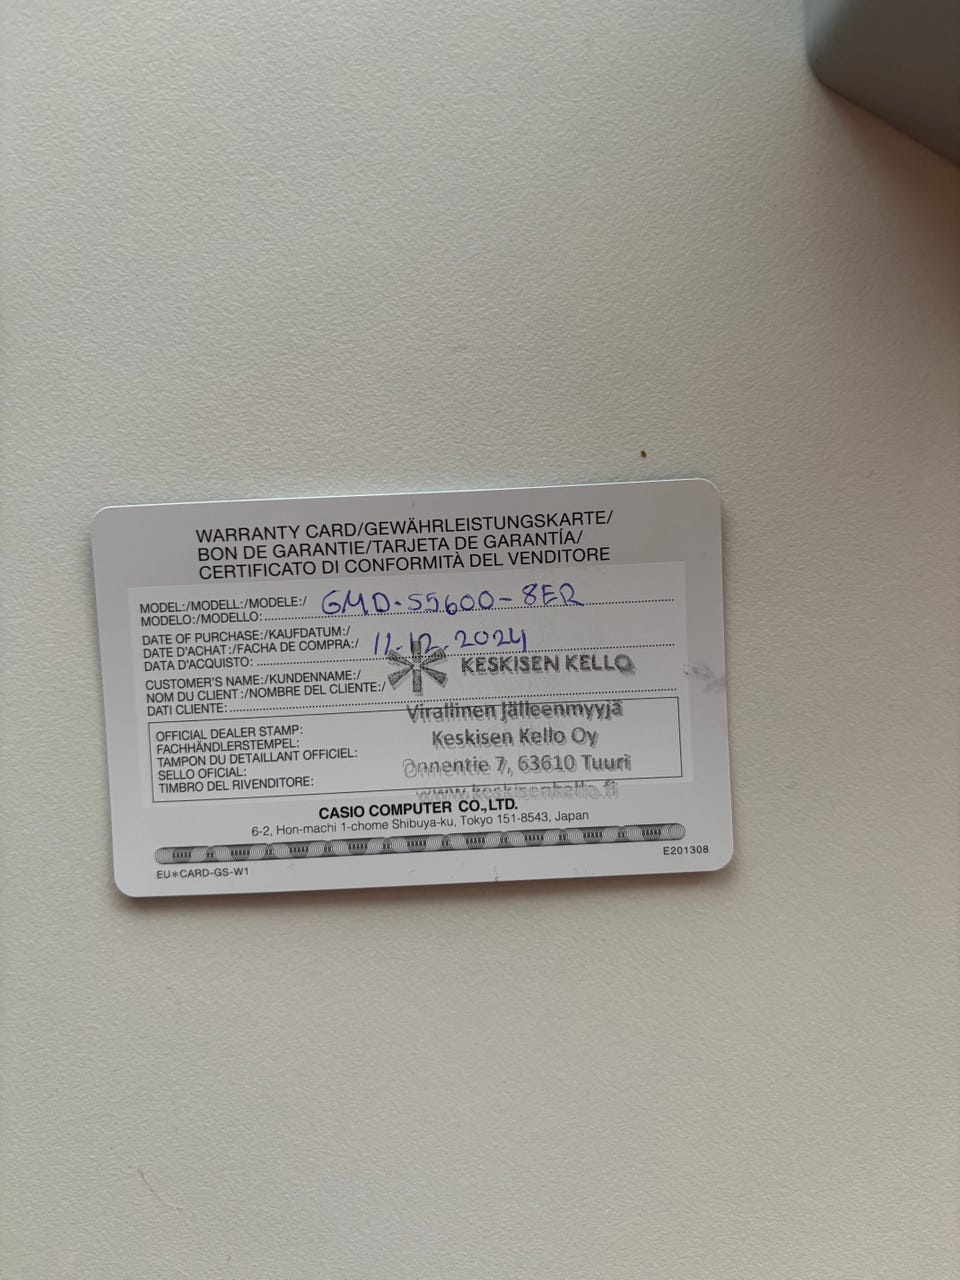 WARRANTY CARD/GEWÄHRLEISTUNGSKARTE/
BON DE GARANTIE/TARJETA DE GARANTÍA/
CERTIFICATO DI CONFORMITÀ DEL VENDITORE
MODEL:/MODELL:/MODELE:/
MODELO:/MODELLO: GMD-S5600-8ER
DATE OF PURCHASE:/KAUFDATUM:/
DATE D'ACHAT:/FACHA DE COMPRA:/ 11.12.2024
DATA D'ACQUISTO:
KESKISEN KELLO
CUSTOMER'S NAME:/KUNDENNAME:/
NOM DU CLIENT:/NOMBRE DEL CLIENTE:/
DATI CLIENTE:
OFFICIAL DEALER STAMP:
FACHHÄNDLERSTEMPEL:
TAMPON DU DETAILLANT OFFICIEL:
SELLO OFICIAL:
TIMBRO DEL RIVENDITORE:
Virallinen Jälleenmyyjä
Keskisen Kello Oy
Onnentie 7, 63610 Tuuri
www.keskisenkello.fi
CASIO COMPUTER CO.,LTD.
6-2, Hon-machi 1-chome Shibuya-ku, Tokyo 151-8543, Japan
EU*CARD-GS-W1
E201308